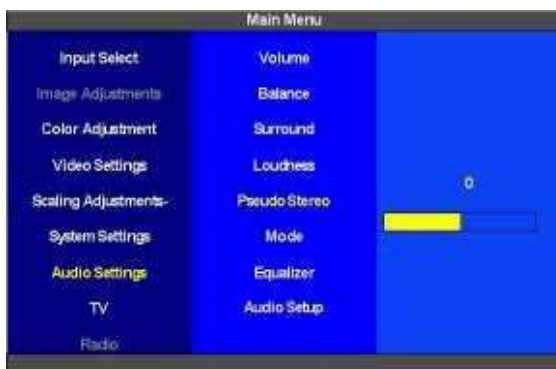 Main Menu
Input Select
Image Adjustments
Color Adjustment
Video Settings
Scaling Adjustments-
System Settings
Audio Settings
TV
Radio
Volume
Balance
Surround
Loudness
Pseudo Stereo
Mode
Equalizer
Audio Setup
0